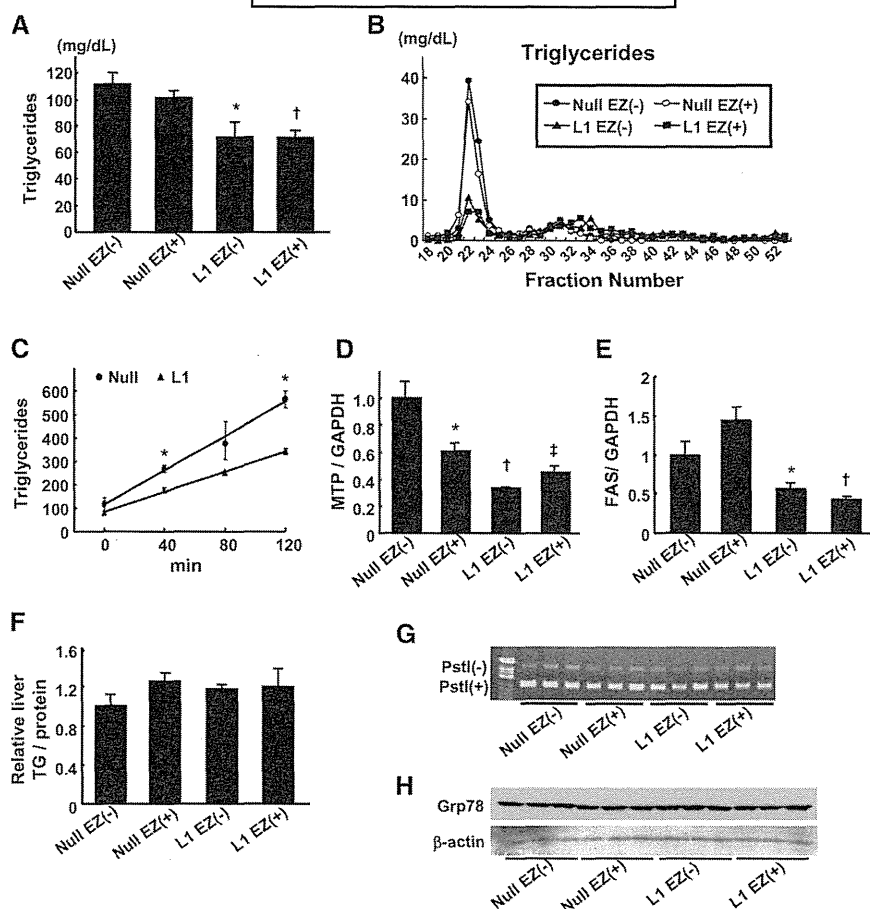 A
(mg/dL)
Triglycerides
120
100
80
60
40
20
0
Null EZ(-)
Null EZ(+)
L1 EZ(-)
L1 EZ(+)
*
†
B
(mg/dL)
Triglycerides
Null EZ(-) Null EZ(+)
L1 EZ(-) L1 EZ(+)
40
30
20
10
0
18 20 22 24 26 28 30 32 34 36 38 40 42 44 46 48 50 52
Fraction Number
C
Null L1
Triglycerides
600
500
400
300
200
100
0 40 80 120
min
*
*
D
MTP / GAPDH
1.0
0.8
0.6
0.4
0.2
0
*
†
‡
Null EZ(-)
Null EZ(+)
L1 EZ(-)
L1 EZ(+)
E
FAS/ GAPDH
2
1.5
1
0.5
0
*
†
Null EZ(-)
Null EZ(+)
L1 EZ(-)
L1 EZ(+)
F
Relative liver
TG / protein
1.6
1.2
0.8
0.4
0
Null EZ(-)
Null EZ(+)
L1 EZ(-)
L1 EZ(+)
G
PstI(-)
PstI(+)
Null EZ(-)
Null EZ(+)
L1 EZ(-)
L1 EZ(+)
H
Grp78
β-actin
Null EZ(-)
Null EZ(+)
L1 EZ(-)
L1 EZ(+)